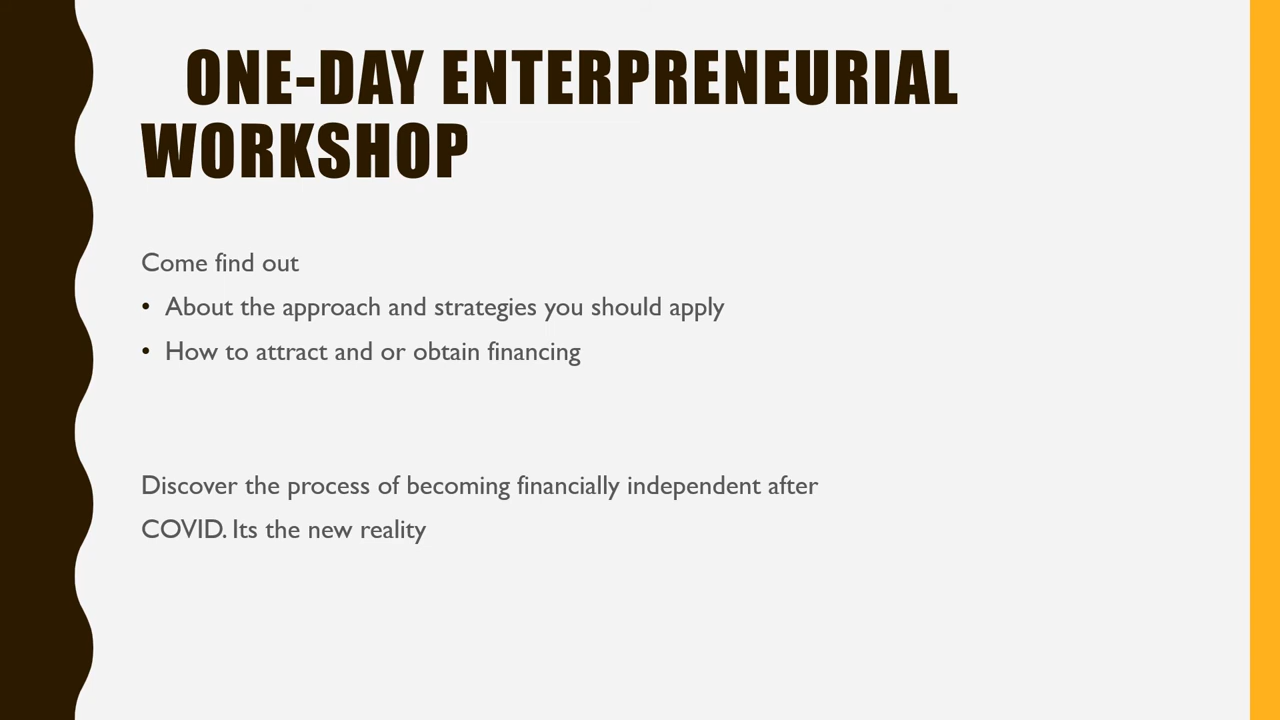 ONE-DAY ENTERPRENEURIAL
WORKSHOP
Come find out
• About the approach and strategies you should apply
• How to attract and or obtain financing
Discover the process of becoming financially independent after
COVID. Its the new reality